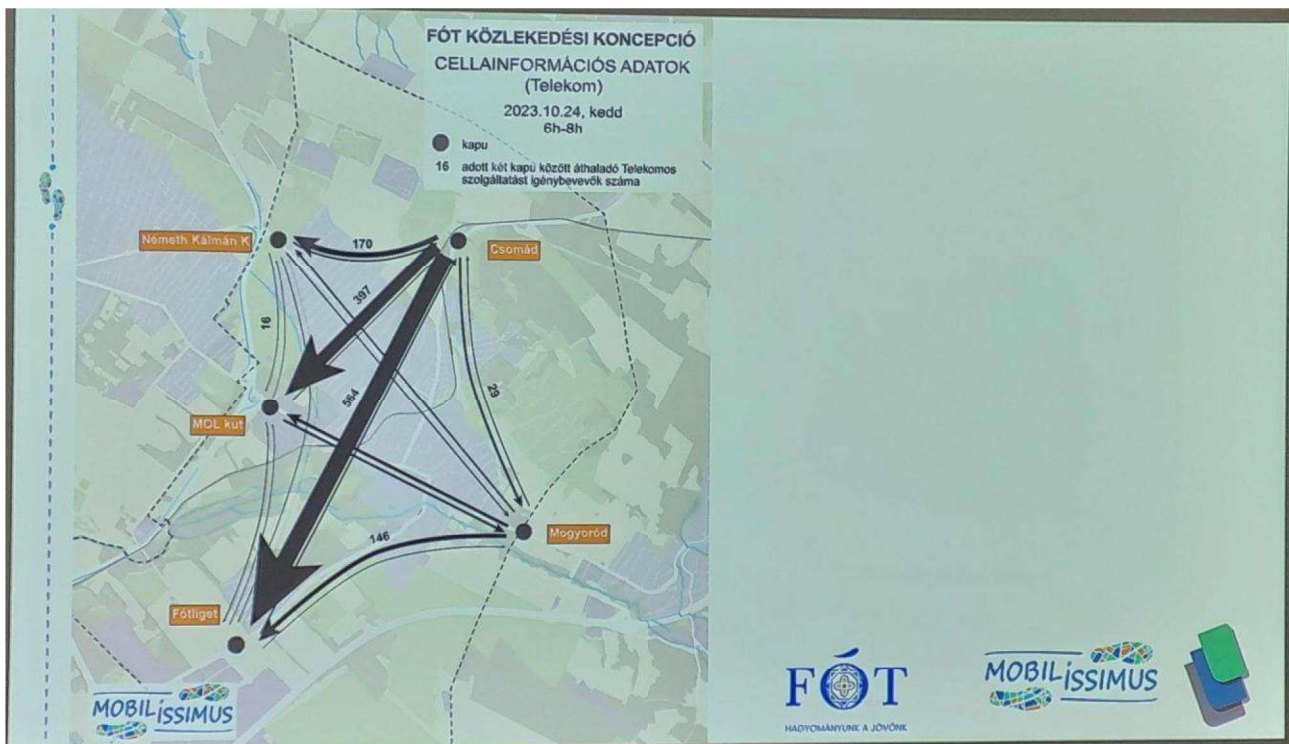 FÓT KÖZLEKEDÉSI KONCEPCIÓ
CELLAINFORMÁCIÓS ADATOK
(Telekom)
2023.10.24, kedd
6h-8h
kapu
16 adott két kapu között áthaladó Telekomos
szolgáltatást igénybevevők száma
Németh Kálmán K
170
Csomád
397
16
564
29
MOL kút
Mogyoród
146
Fótliget
MOBILISSIMUS
FÓT
HAGYOMÁNYUNK A JÖVŐNK
MOBILISSIMUS